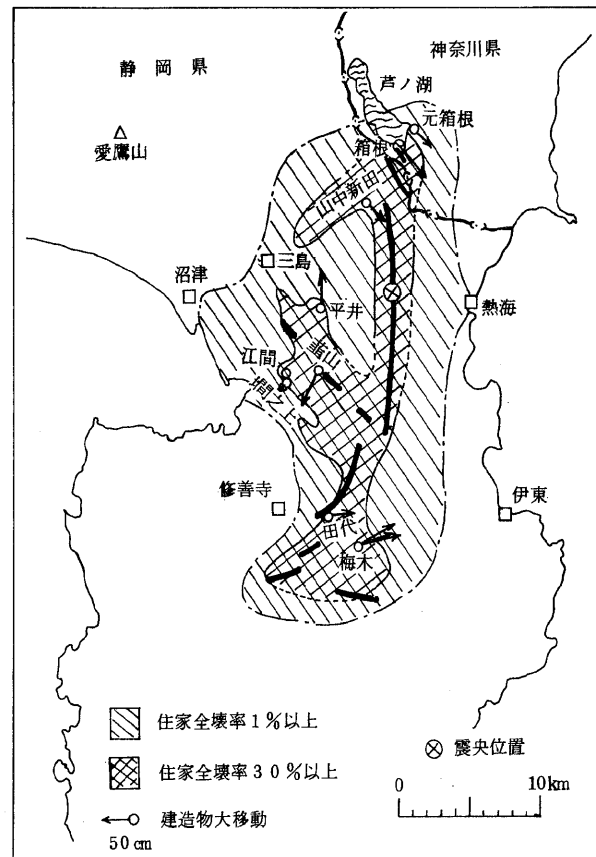 静岡県
神奈川県
芦ノ湖
愛鷹山
元箱根
箱根
山中新田
三島
沼津
平井
熱海
江間
韮山
修善寺
伊東
田代
梅木
住家全壊率1%以上
住家全壊率30%以上
建造物大移動
50cm
震央位置
0 10km